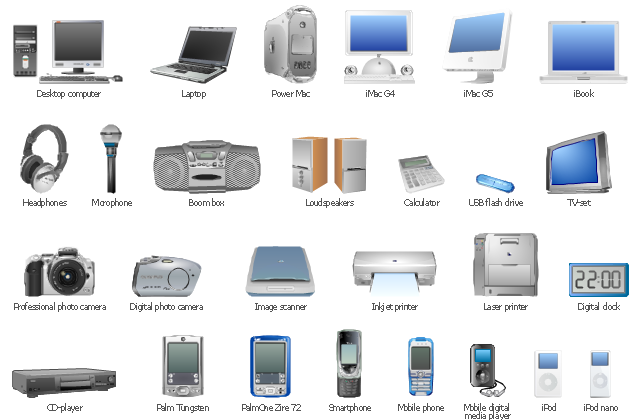 Desktop computer
Laptop
Power Mac
iMac G4
iMac G5
iBook
Headphones
Microphone
Boom box
Loudspeakers
Calculator
USB flash drive
TV-set
Professional photo camera
Digital photo camera
Image scanner
Inkjet printer
Laser printer
22:00
Digital clock
CD-player
Palm Tungsten
PalmOne Zire 72
Smartphone
Mobile phone
Mobile digital
media player
iPod
iPod nano